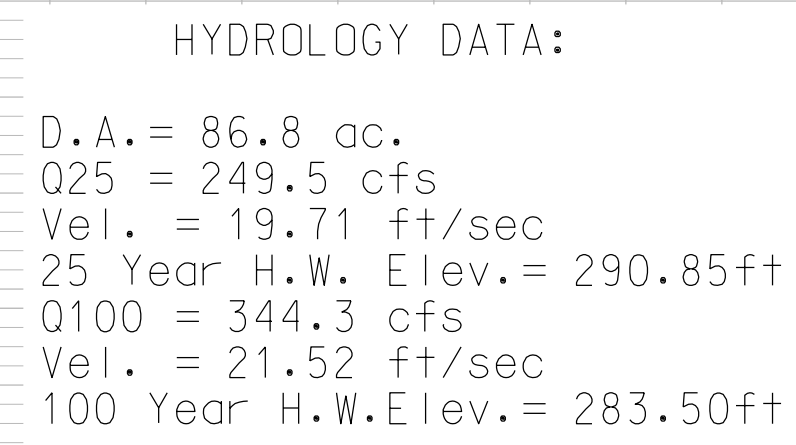 HYDROLOGY DATA:
D.A.= 86.8 ac.
Q25 = 249.5 cfs
Vel. = 19.71 ft/sec
25 Year H.W. Elev.= 290.85ft
Q100 = 344.3 cfs
Vel. = 21.52 ft/sec
100 Year H.W.Elev.= 283.50ft